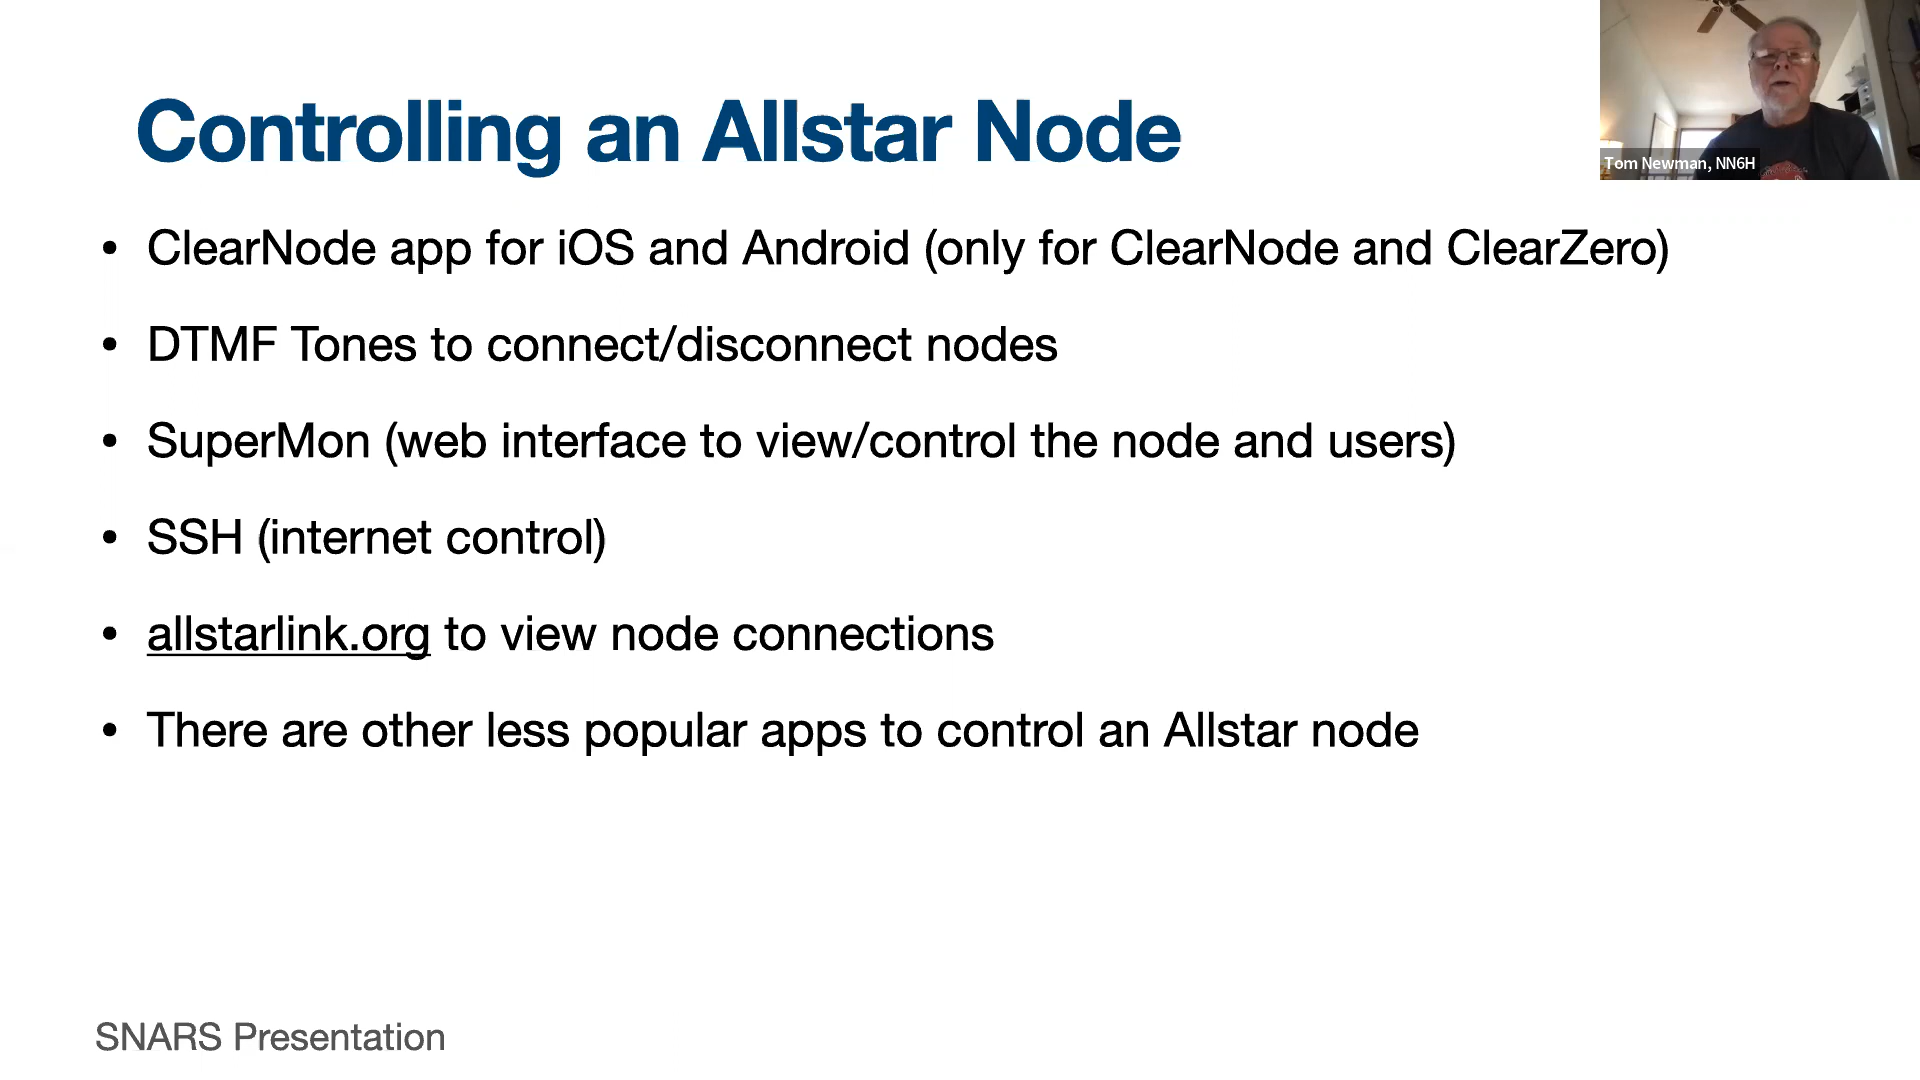 Controlling an Allstar Node
Tom Newman, NN6H
• ClearNode app for iOS and Android (only for ClearNode and ClearZero)
• DTMF Tones to connect/disconnect nodes
• SuperMon (web interface to view/control the node and users)
• SSH (internet control)
• allstarlink.org to view node connections
• There are other less popular apps to control an Allstar node
SNARS Presentation